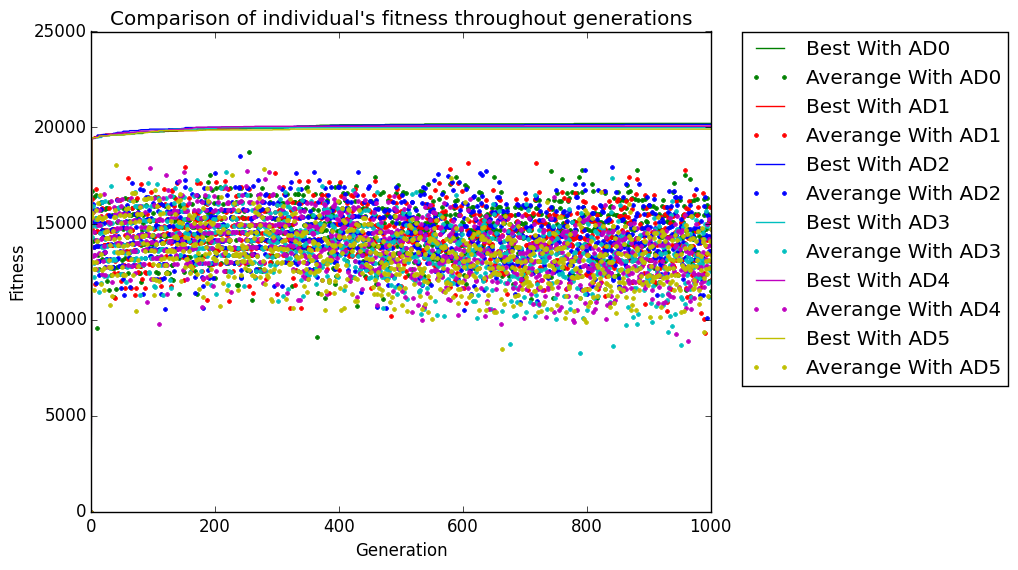 Comparison of individual's fitness throughout generations
25000
20000
15000
10000
5000
0
Fitness
0 200 400 600 800 1000
Generation
Best With AD0
Averange With AD0
Best With AD1
Averange With AD1
Best With AD2
Averange With AD2
Best With AD3
Averange With AD3
Best With AD4
Averange With AD4
Best With AD5
Averange With AD5